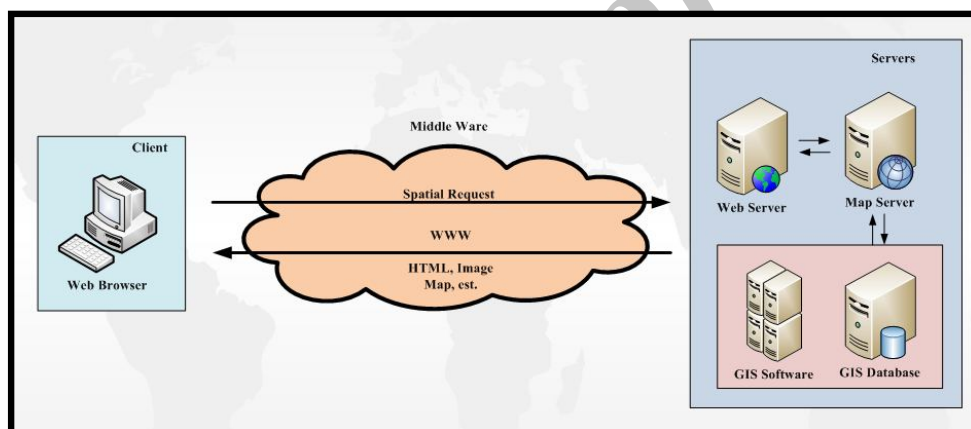 Servers
Middle Ware
Client
Spatial Request
Web Server
Map Server
WWW
HTML, Image
Map, est.
Web Browser
GIS Software
GIS Database